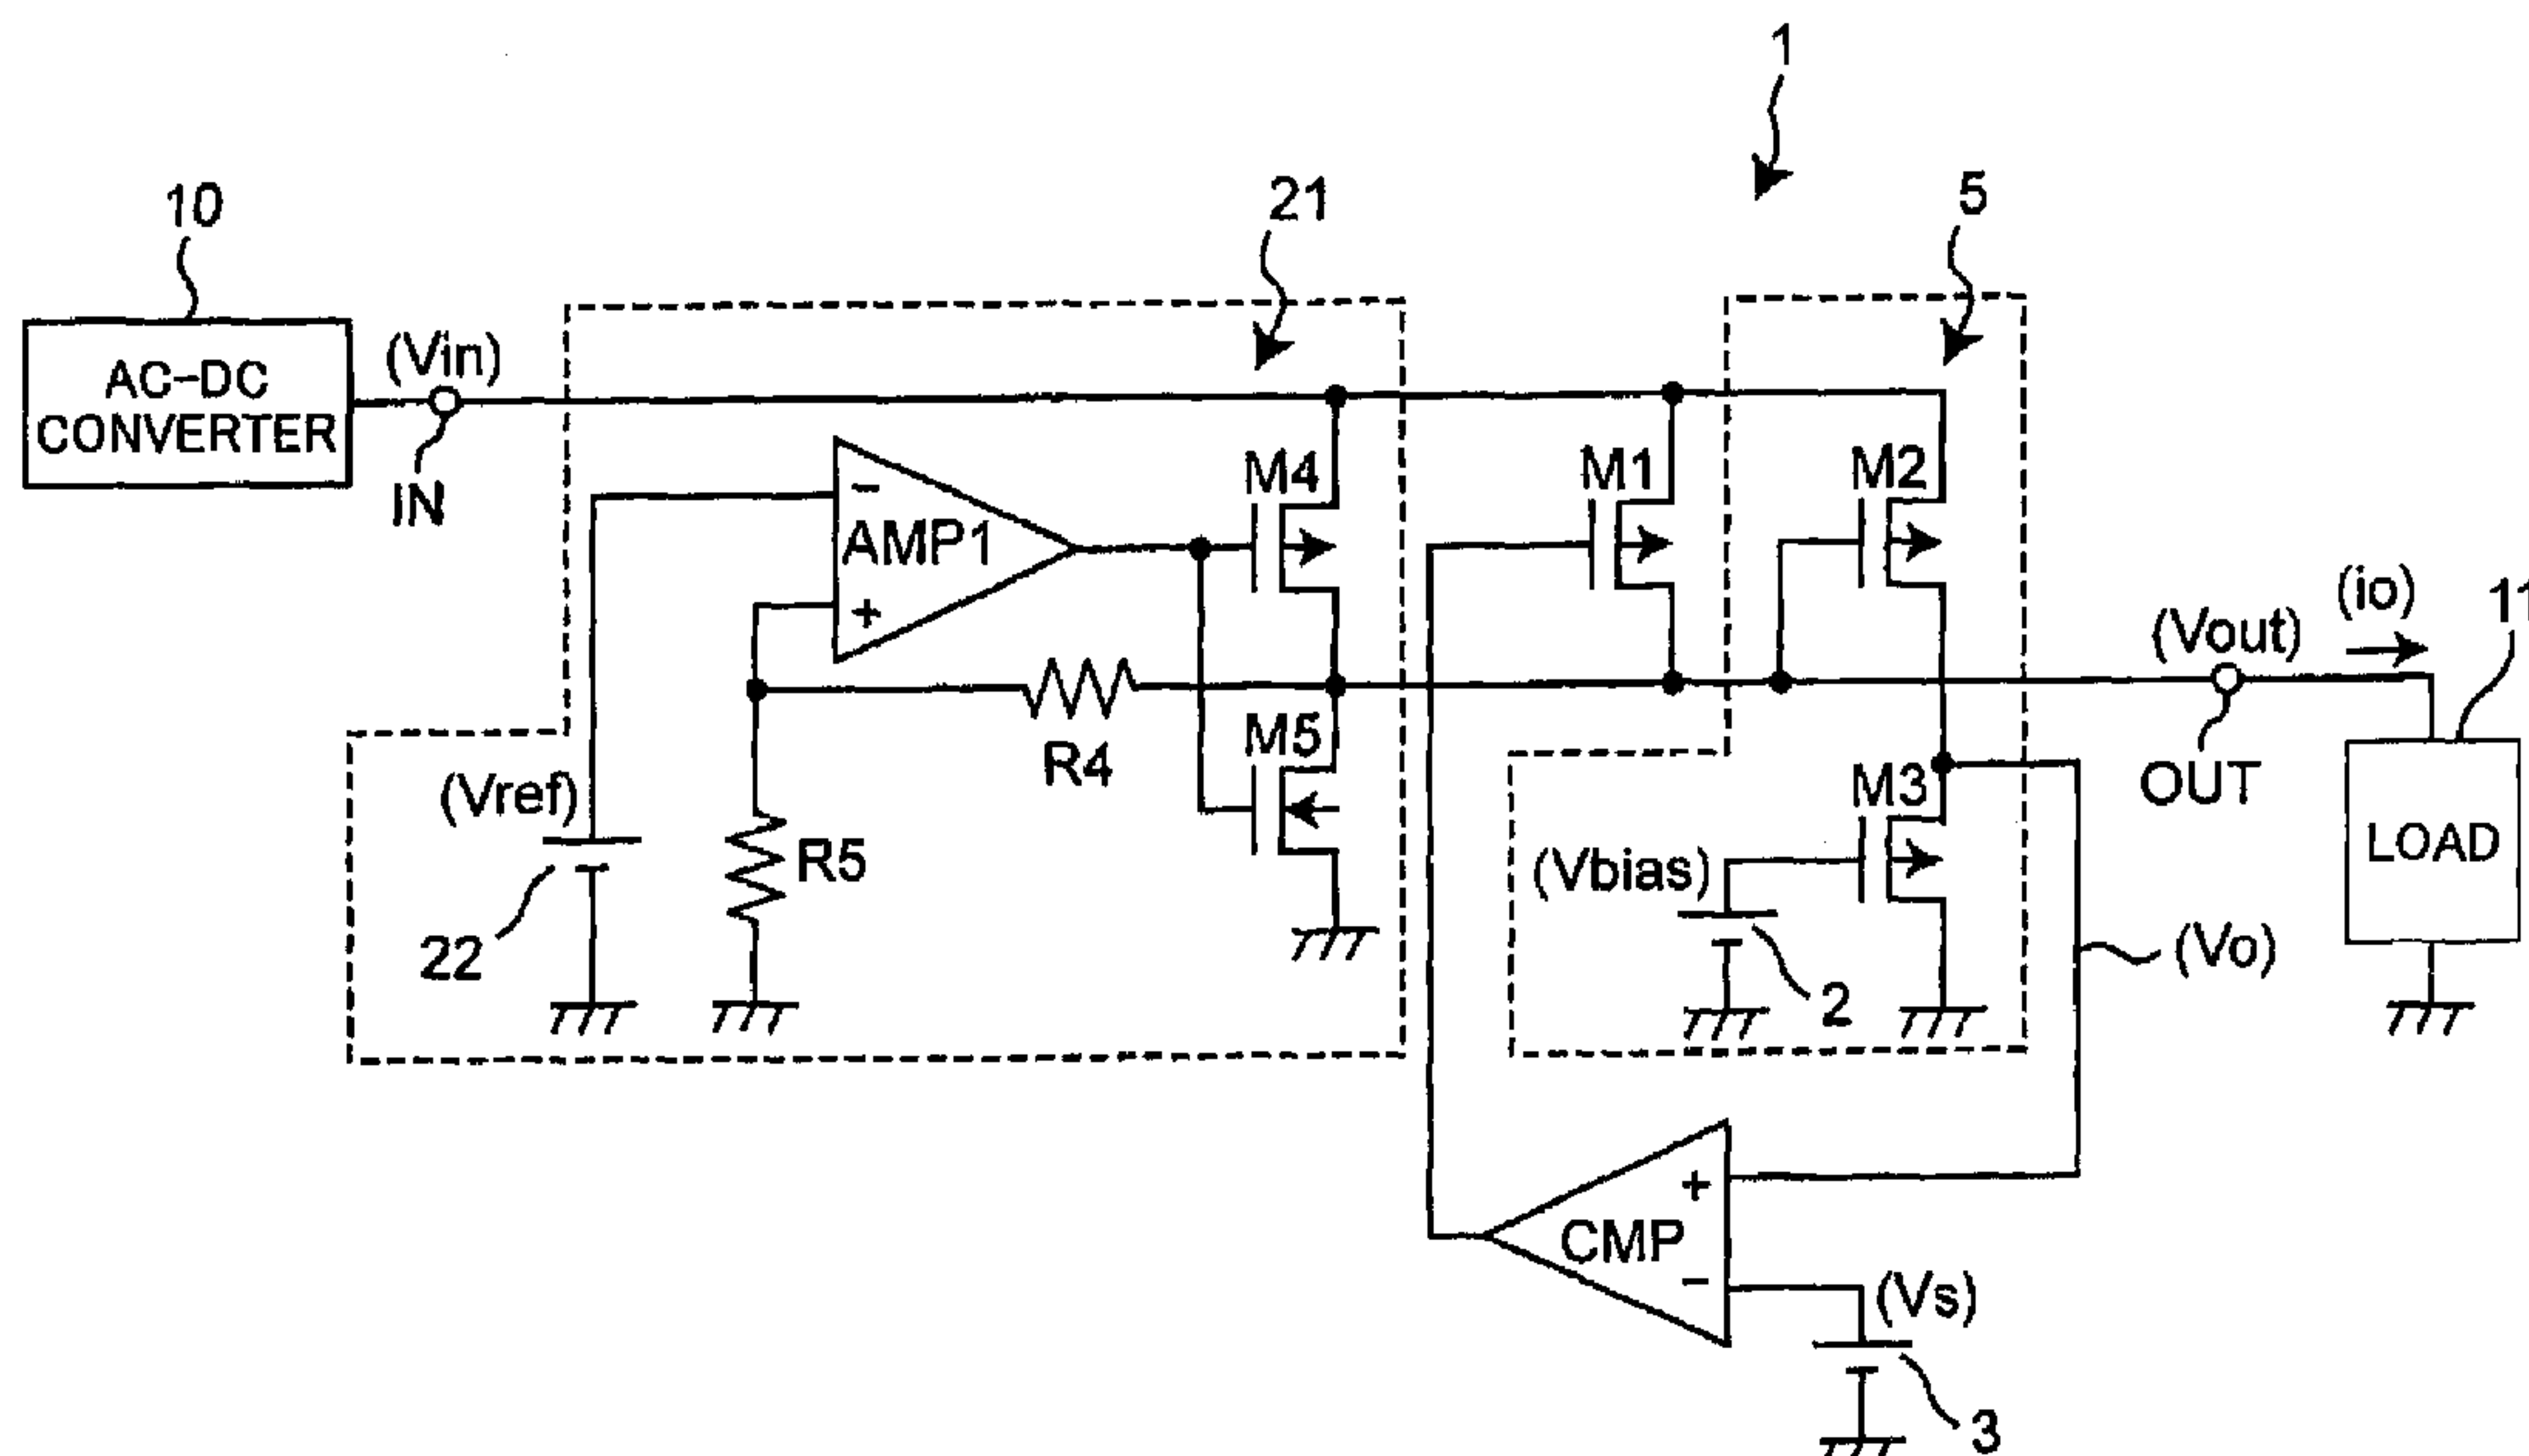 1
10
21
5
(Vin)
AC-DC
CONVERTER
IN
-
AMP1
+
M4
M1
M2
(io)
11
(Vout)
R4
M5
(Vref)
R5
M3
OUT
LOAD
(Vbias)
22
2
(Vo)
+
CMP
-
(Vs)
3